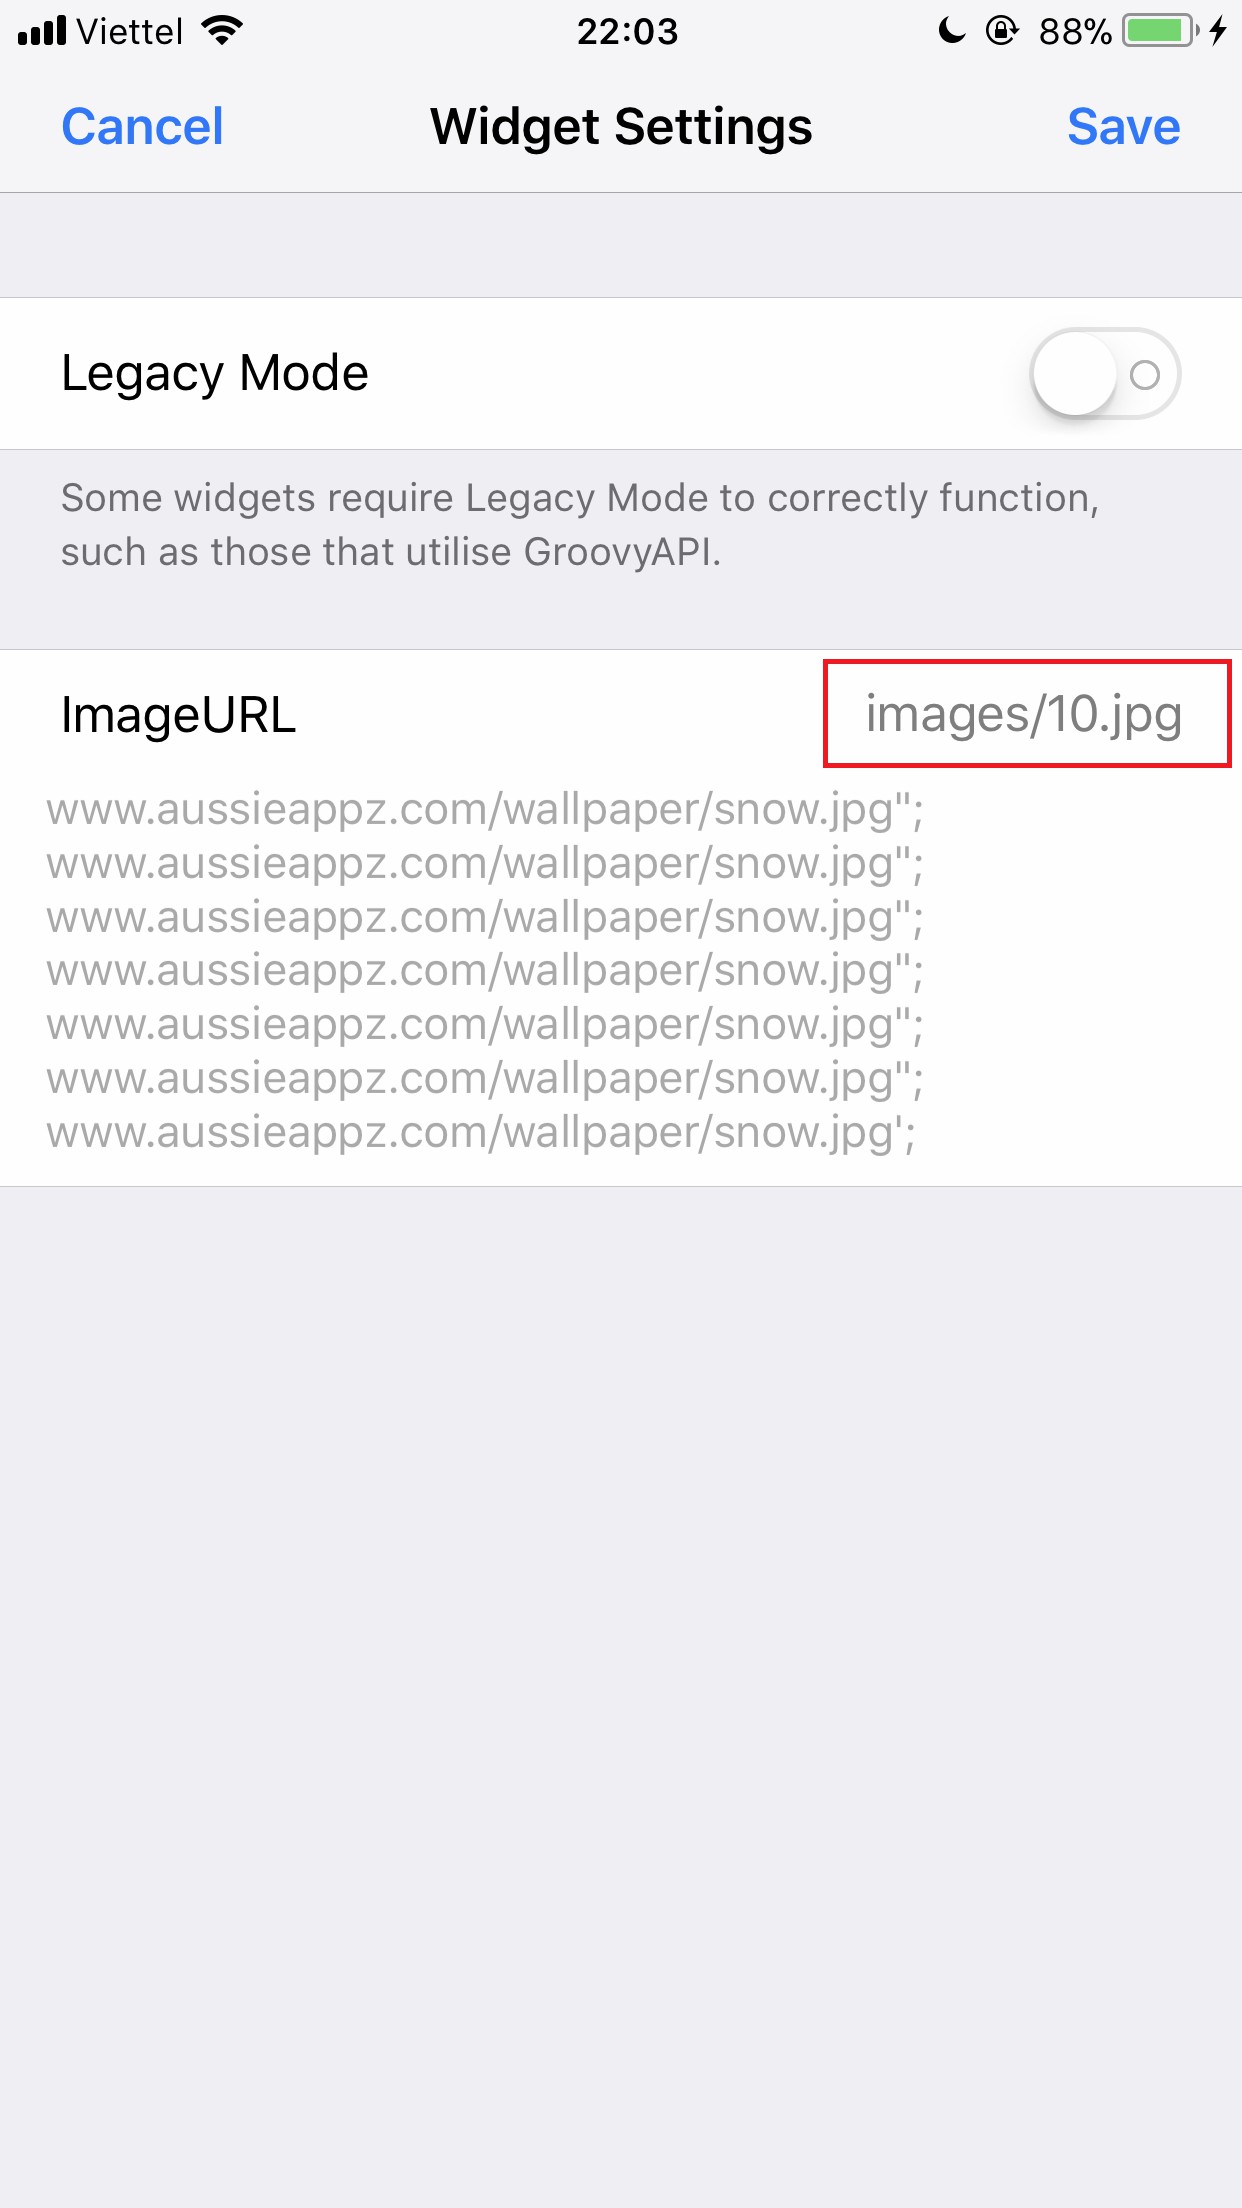 Viettel 22:03 88%
Cancel Widget Settings Save
Legacy Mode
Some widgets require Legacy Mode to correctly function,
such as those that utilise GroovyAPI.
ImageURL images/10.jpg
www.aussieappz.com/wallpaper/snow.jpg";
www.aussieappz.com/wallpaper/snow.jpg";
www.aussieappz.com/wallpaper/snow.jpg";
www.aussieappz.com/wallpaper/snow.jpg";
www.aussieappz.com/wallpaper/snow.jpg";
www.aussieappz.com/wallpaper/snow.jpg";
www.aussieappz.com/wallpaper/snow.jpg';